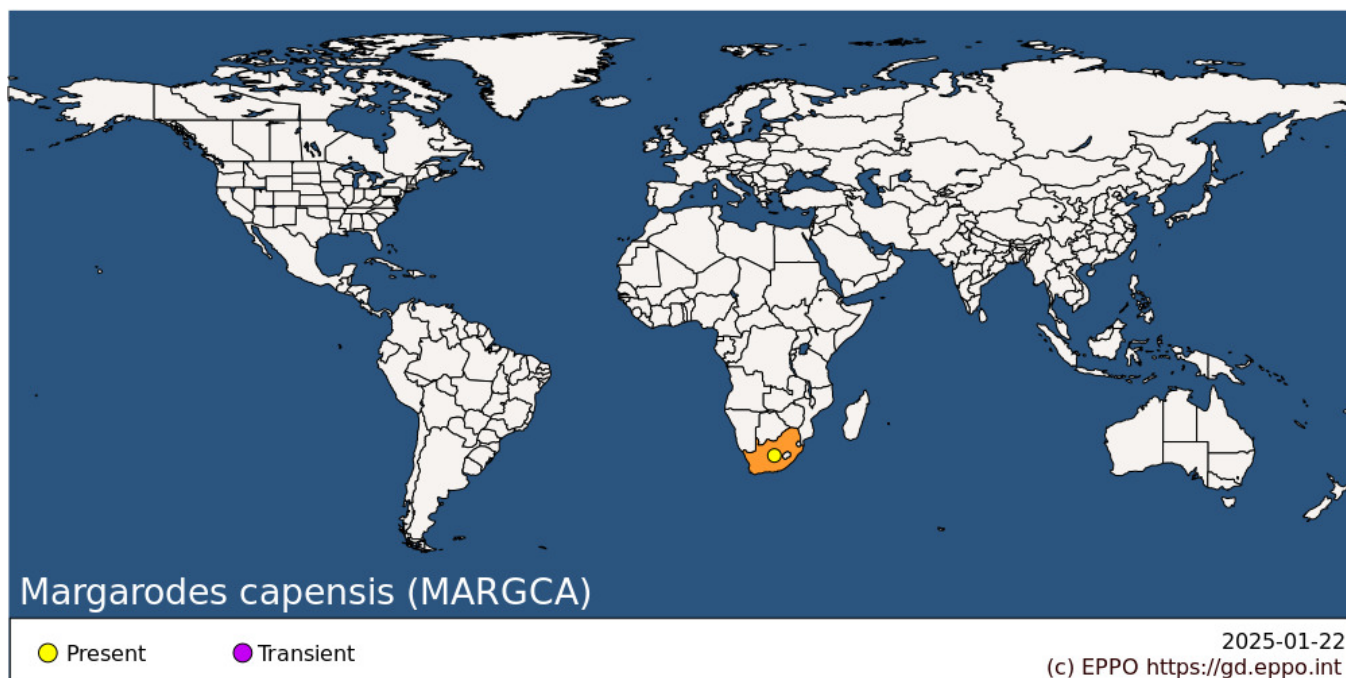 Margarodes capensis (MARGCA)
Present
Transient
2025-01-22
(c) EPPO https://gd.eppo.int